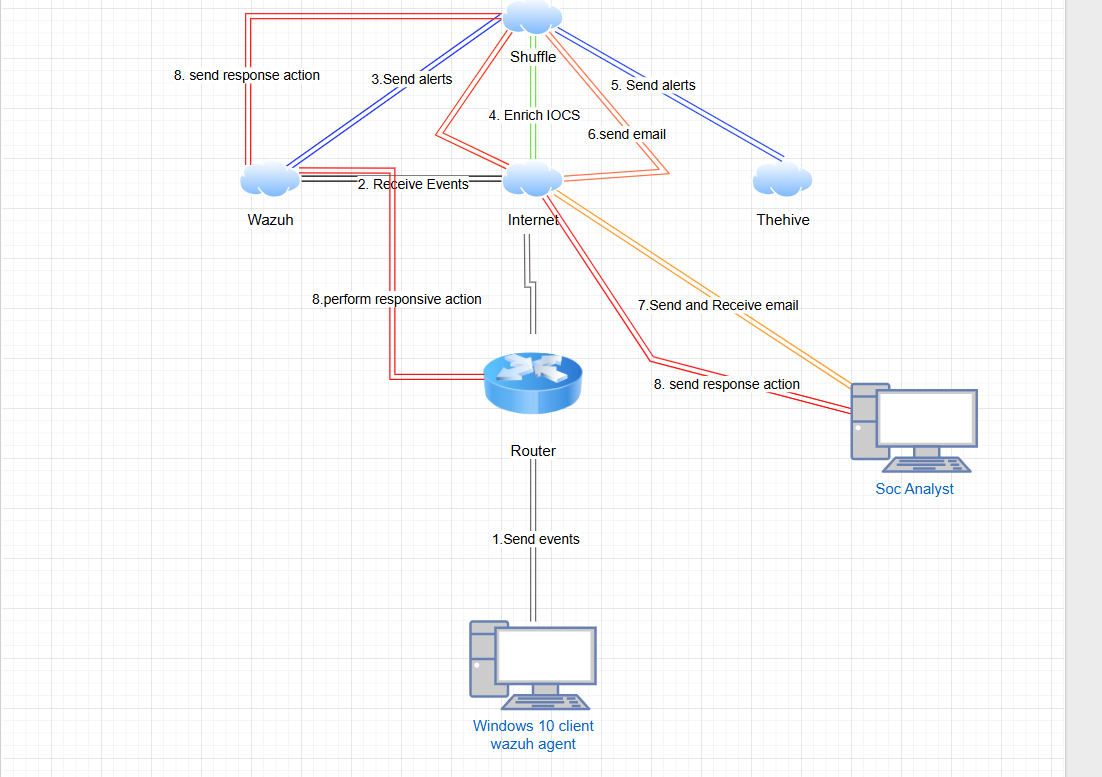 Shuffle
8. send response action
3.Send alerts
5. Send alerts
4. Enrich IOCS
6.send email
2. Receive Events
Wazuh
Internet
Thehive
8.perform responsive action
7.Send and Receive email
8. send response action
Router
Soc Analyst
1.Send events
Windows 10 client
wazuh agent